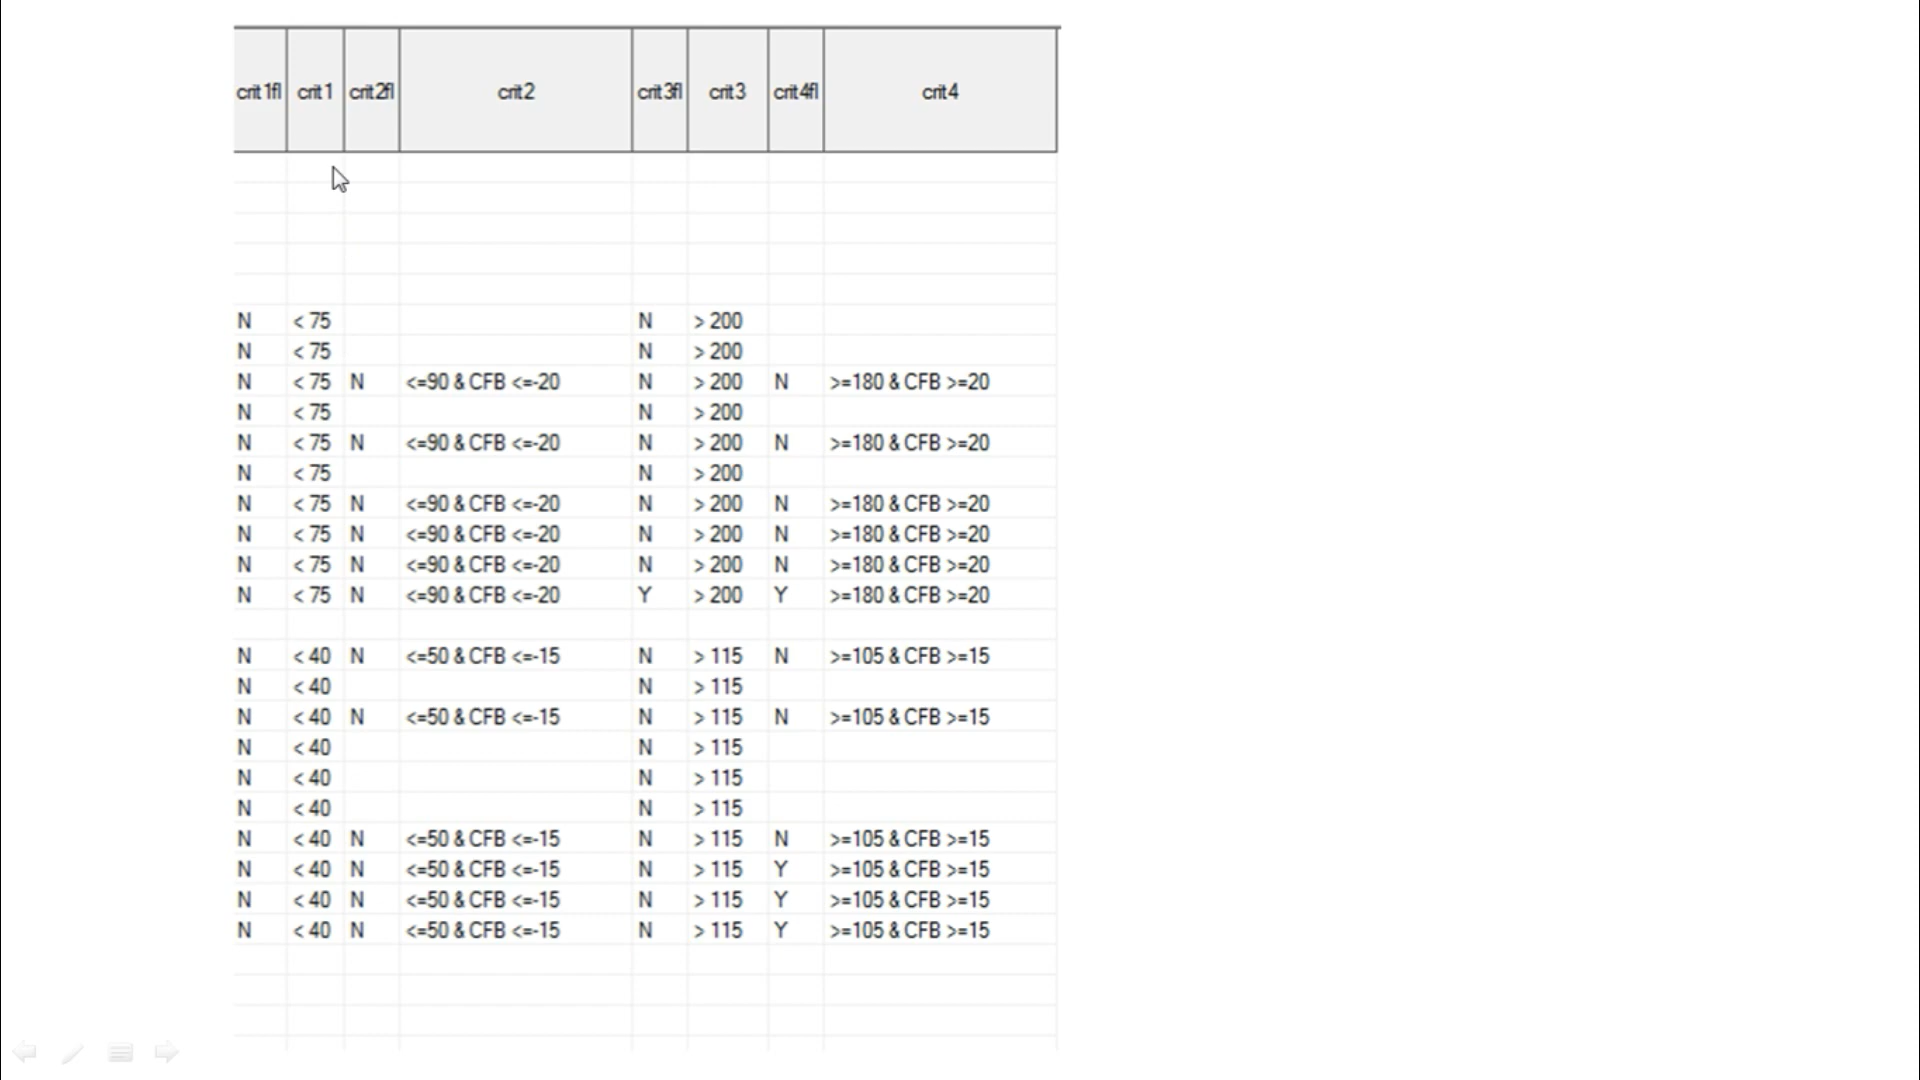 crit1fl crit1 crit2fl crit2 crit3fl crit3 crit4fl crit4
N < 75 N > 200
N < 75 N > 200
N < 75 N <=90 & CFB <=-20 N > 200 N >=180 & CFB >=20
N < 75 N > 200
N < 75 N <=90 & CFB <=-20 N > 200 N >=180 & CFB >=20
N < 75 N > 200
N < 75 N <=90 & CFB <=-20 N > 200 N >=180 & CFB >=20
N < 75 N <=90 & CFB <=-20 N > 200 N >=180 & CFB >=20
N < 75 N <=90 & CFB <=-20 N > 200 N >=180 & CFB >=20
N < 75 N <=90 & CFB <=-20 Y > 200 Y >=180 & CFB >=20
N < 40 N <=50 & CFB <=-15 N > 115 N >=105 & CFB >=15
N < 40 N > 115
N < 40 N <=50 & CFB <=-15 N > 115 N >=105 & CFB >=15
N < 40 N > 115
N < 40 N > 115
N < 40 N > 115
N < 40 N <=50 & CFB <=-15 N > 115 N >=105 & CFB >=15
N < 40 N <=50 & CFB <=-15 N > 115 Y >=105 & CFB >=15
N < 40 N <=50 & CFB <=-15 N > 115 Y >=105 & CFB >=15
N < 40 N <=50 & CFB <=-15 N > 115 Y >=105 & CFB >=15